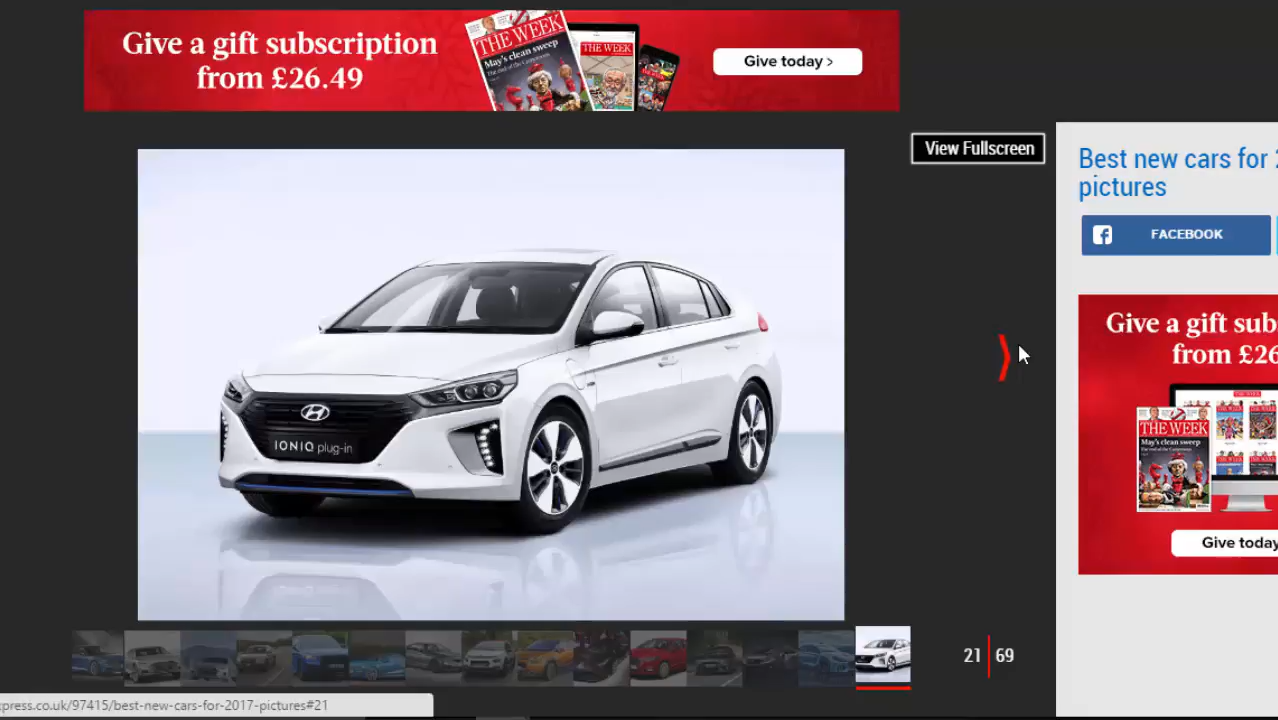 Give a gift subscription
from £26.49
THE WEEK
May's clean sweep
THE WEEK
Give today >
View Fullscreen
Best new cars for
pictures
FACEBOOK
IONIQ plug-in
Give a gift sub
from £26
THE WEEK
May's clean sweep
Give today
21 69
press.co.uk/97415/best-new-cars-for-2017-pictures#21